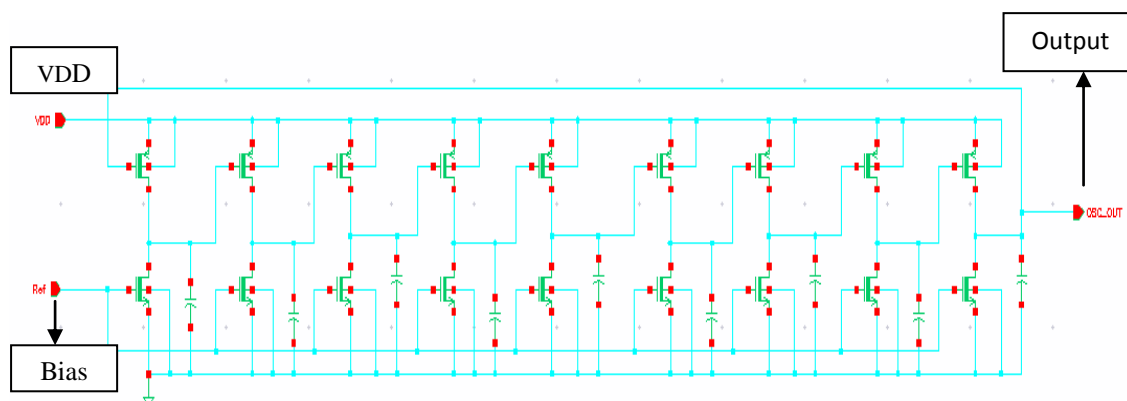 Output
VDD
VDD
OSC_OUT
Ref
Bias